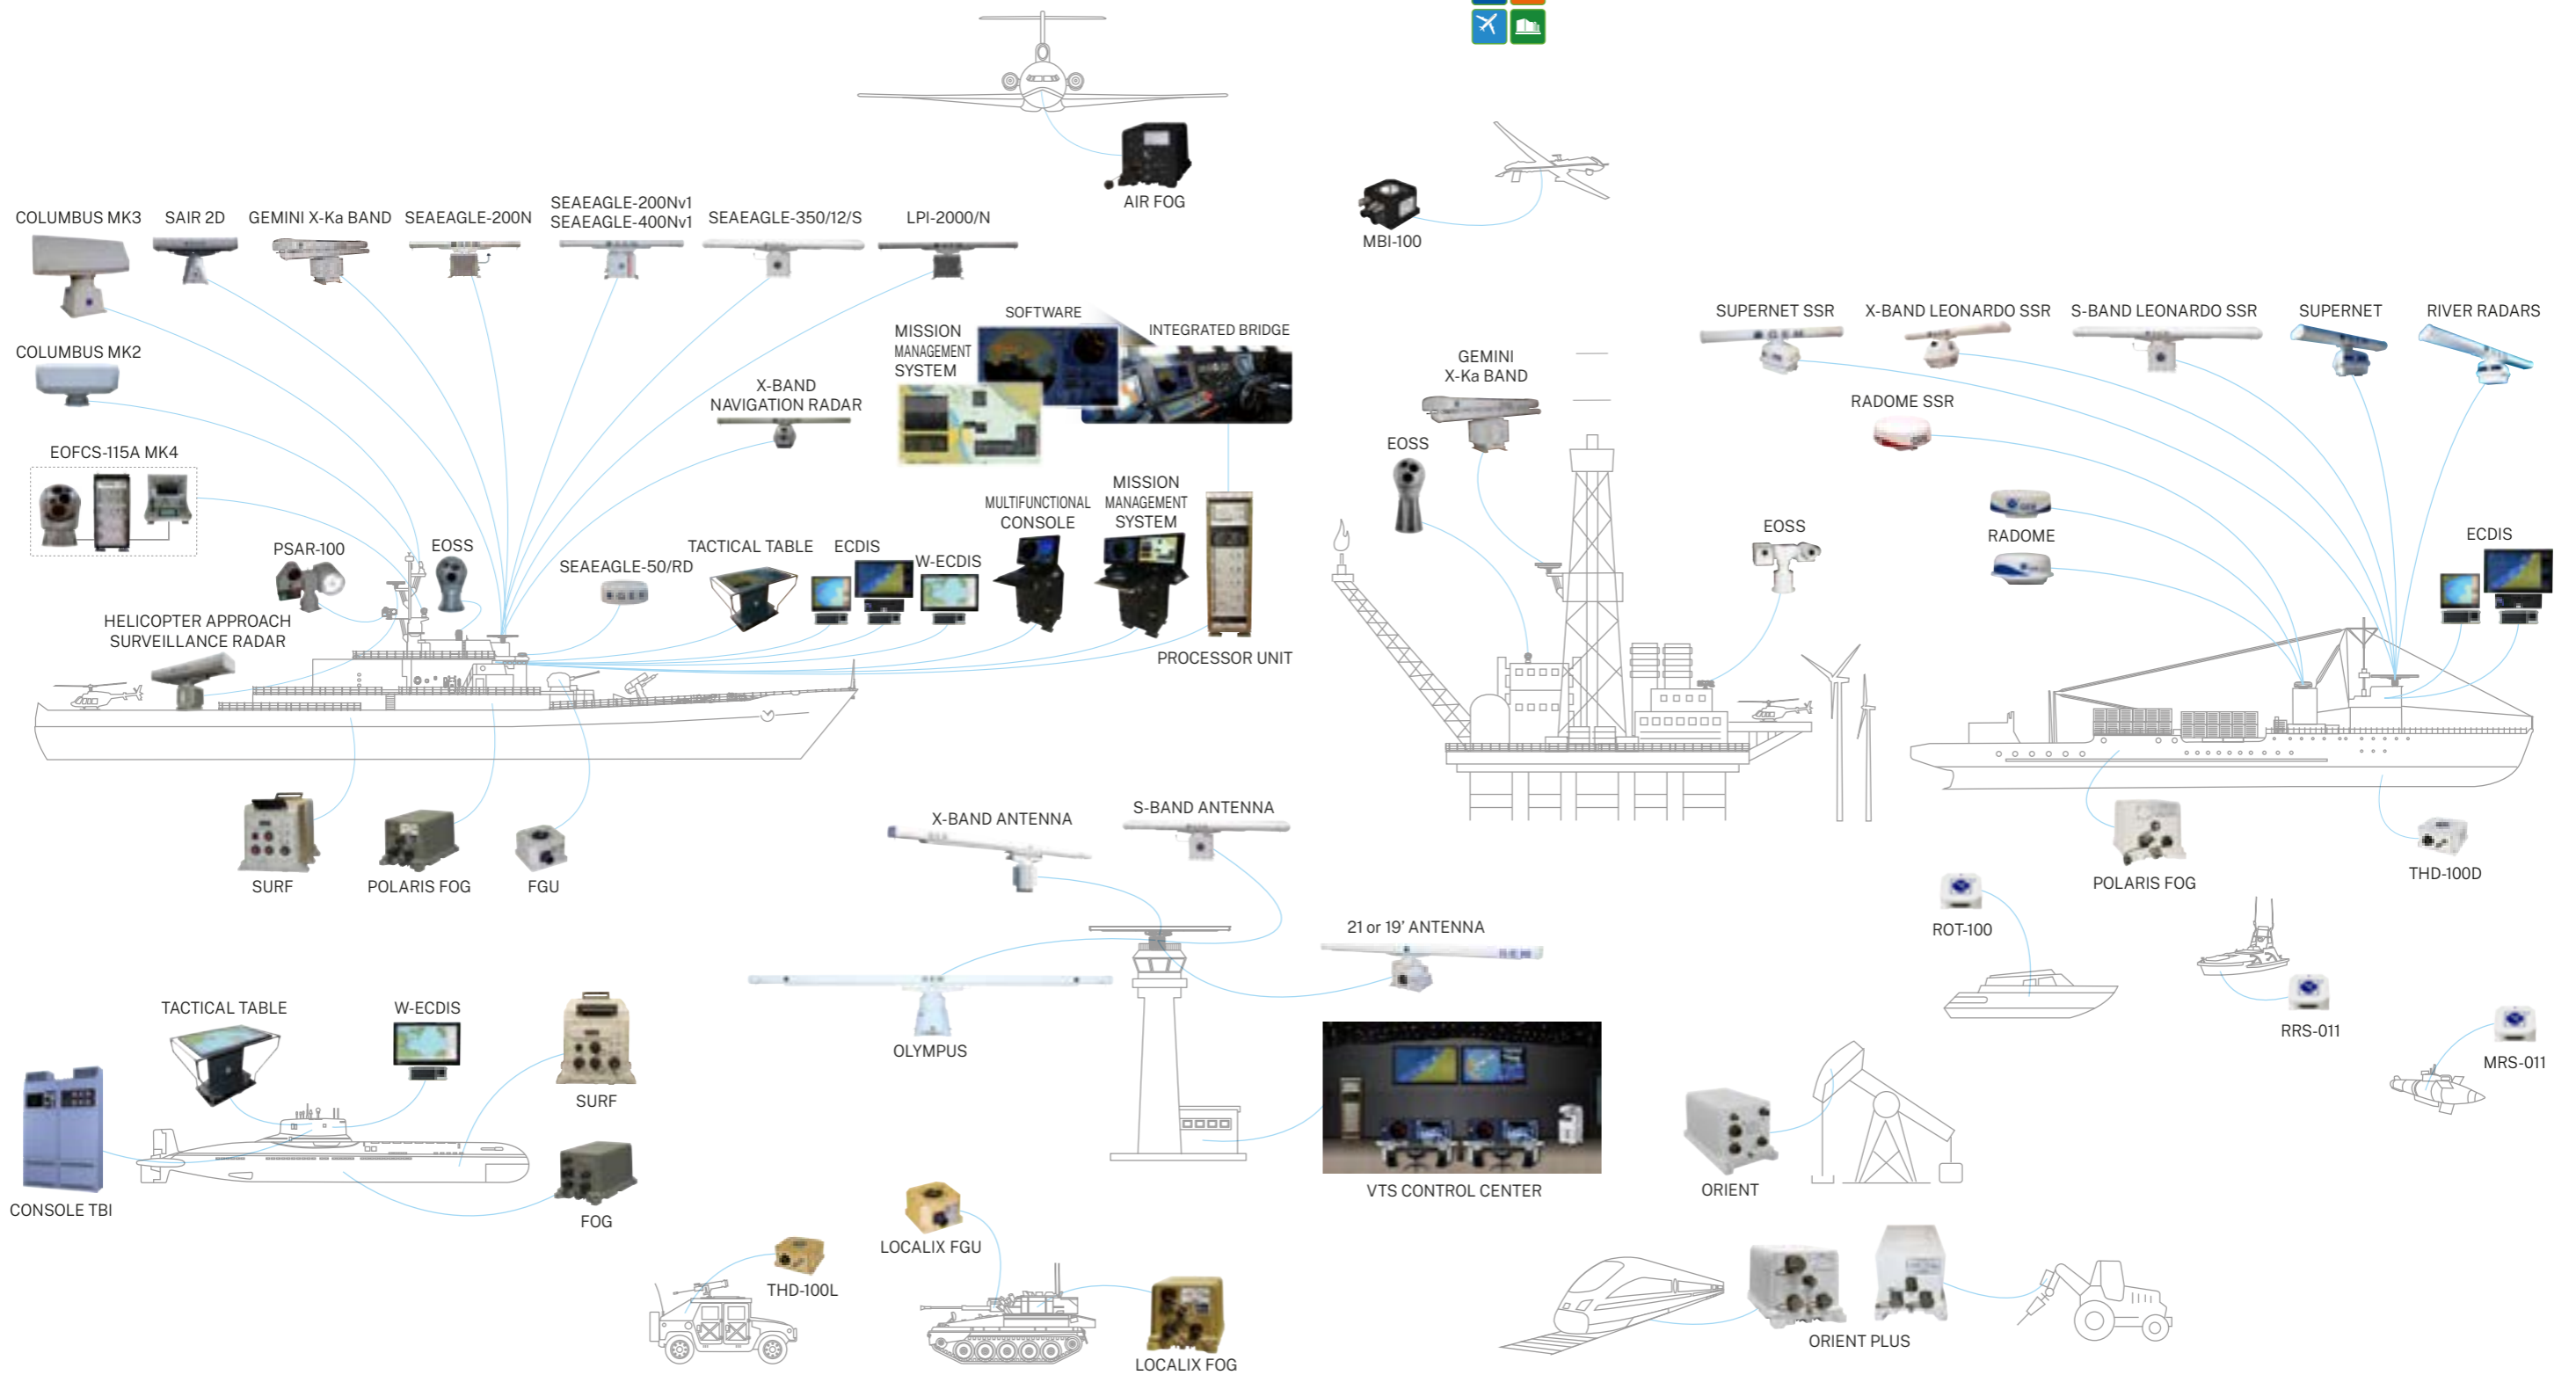 AIR FOG
MBI-100
COLUMBUS MK3
SAIR 2D
GEMINI X-Ka BAND
SEAEAGLE-200N
SEAEAGLE-200Nv1
SEAEAGLE-400Nv1
SEAEAGLE-350/12/S
LPI-2000/N
COLUMBUS MK2
EOFCS-115A MK4
PSAR-100
EOSS
HELICOPTER APPROACH
SURVEILLANCE RADAR
SOFTWARE
INTEGRATED BRIDGE
MISSION
MANAGEMENT
SYSTEM
X-BAND
NAVIGATION RADAR
SEAEAGLE-50/RD
TACTICAL TABLE
ECDIS
W-ECDIS
MULTIFUNCTIONAL
CONSOLE
MISSION
MANAGEMENT
SYSTEM
PROCESSOR UNIT
SURF
POLARIS FOG
FGU
GEMINI
X-Ka BAND
EOSS
EOSS
SUPERNET SSR
X-BAND LEONARDO SSR
S-BAND LEONARDO SSR
SUPERNET
RIVER RADARS
RADOME SSR
RADOME
ECDIS
POLARIS FOG
THD-100D
X-BAND ANTENNA
S-BAND ANTENNA
21 or 19' ANTENNA
OLYMPUS
VTS CONTROL CENTER
ROT-100
RRS-011
MRS-011
TACTICAL TABLE
W-ECDIS
SURF
CONSOLE TBI
FOG
THD-100L
LOCALIX FGU
LOCALIX FOG
ORIENT
ORIENT PLUS